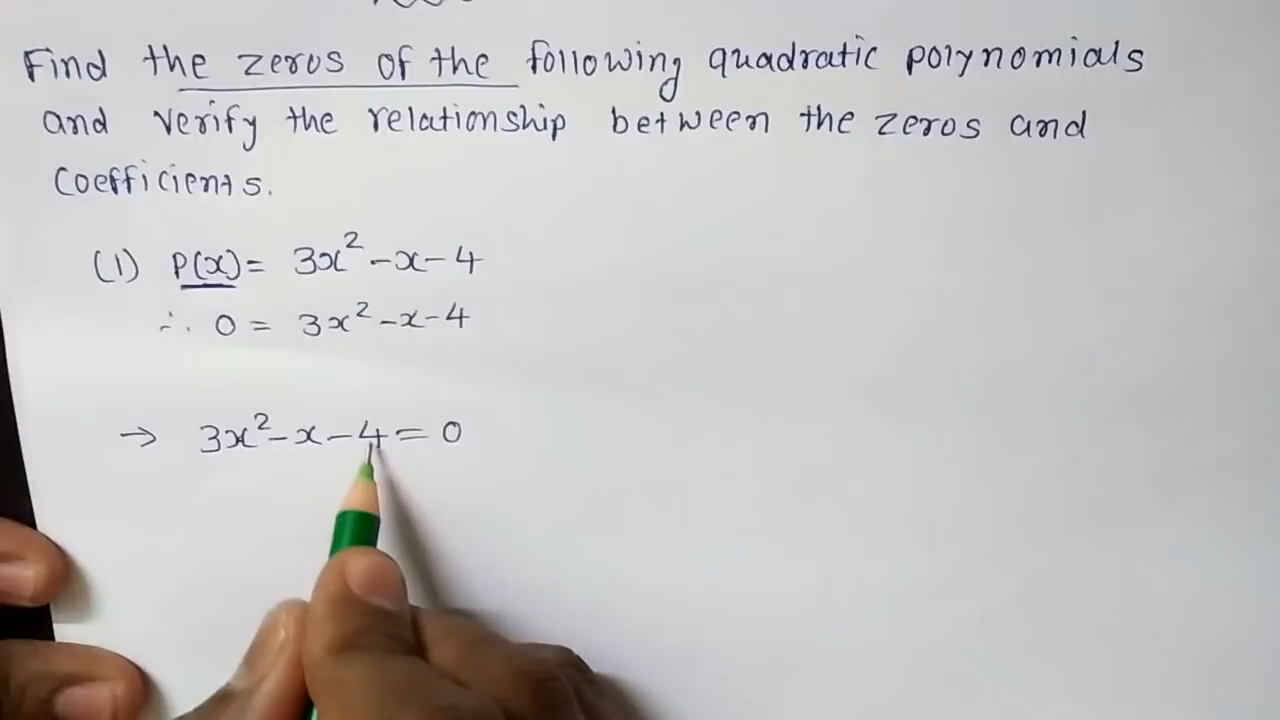 Find the zeros of the following quadratic polynomials
and verify the relationship between the zeros and
Coefficients.
(1) P(x) = 3x² - x - 4
∴ 0 = 3x² - x - 4
→ 3x² - x - 4 = 0